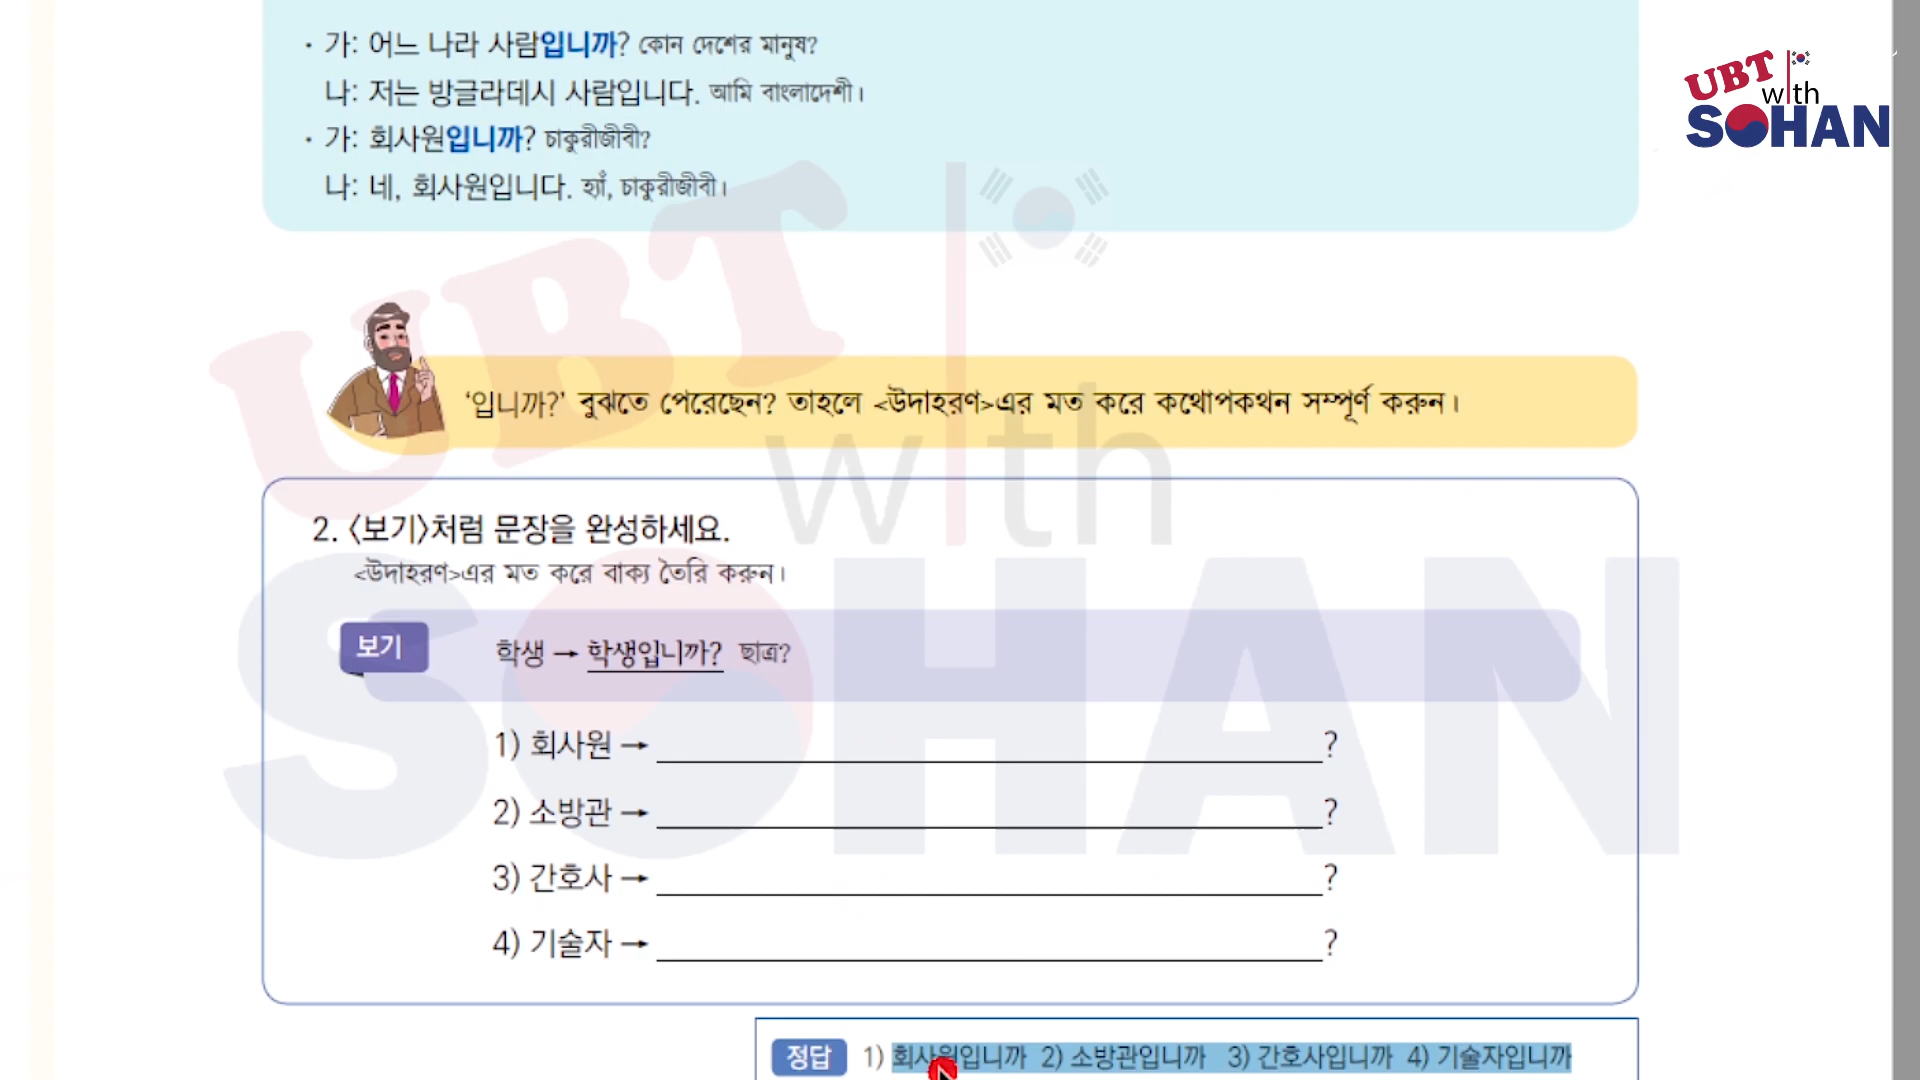 · 가: 어느 나라 사람입니까? কোন দেশের মানুষ?
나: 저는 방글라데시 사람입니다. আমি বাংলাদেশী।
· 가: 회사원입니까? চাকুরীজীবী?
나: 네, 회사원입니다. হ্যাঁ, চাকুরীজীবী।
UBT
with
SOHAN
‘입니까?’ বুঝতে পেরেছেন? তাহলে <উদাহরণ>এর মত করে কথোপকথন সম্পূর্ণ করুন।
2. 〈보기〉처럼 문장을 완성하세요.
<উদাহরণ>এর মত করে বাক্য তৈরি করুন।
보기 학생 → 학생입니까? ছাত্র?
1) 회사원 → ?
2) 소방관 → ?
3) 간호사 → ?
4) 기술자 → ?
정답 1) 회사원입니까 2) 소방관입니까 3) 간호사입니까 4) 기술자입니까
UBT
with
SOHAN